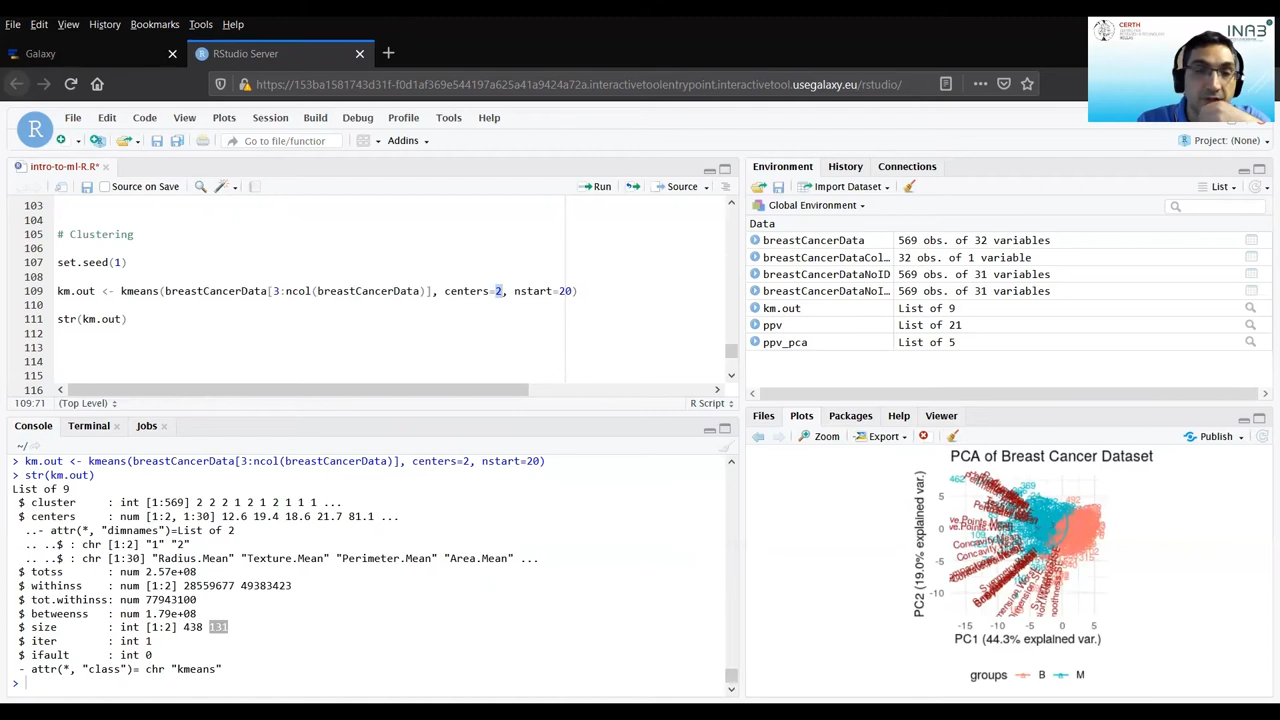 File Edit View History Bookmarks Tools Help
Galaxy
RStudio Server
https://153ba1581743d31f-f0d1af369e544197a625a41a9424a72a.interactivetoolentrypoint.interactivetool.usegalaxy.eu/rstudio/
CERTH
INAB
File Edit Code View Plots Session Build Debug Profile Tools Help
Go to file/function
Addins
Project: (None)
intro-to-ml-R.R*
Source on Save
Run
Source
103
104
105 # Clustering
106
107 set.seed(1)
108
109 km.out <- kmeans(breastCancerData[3:ncol(breastCancerData)], centers=2, nstart=20)
110
111 str(km.out)
112
113
114
115
116
109:71 (Top Level) R Script
Console Terminal Jobs
~/
> km.out <- kmeans(breastCancerData[3:ncol(breastCancerData)], centers=2, nstart=20)
> str(km.out)
List of 9
$ cluster : int [1:569] 2 2 2 1 2 1 2 1 1 1 ...
$ centers : num [1:2, 1:30] 12.6 19.4 18.6 21.7 81.1 ...
..- attr(*, "dimnames")=List of 2
.. ..$ : chr [1:2] "1" "2"
.. ..$ : chr [1:30] "Radius.Mean" "Texture.Mean" "Perimeter.Mean" "Area.Mean" ...
$ totss : num 2.57e+08
$ withinss : num [1:2] 28559677 49383423
$ tot.withinss: num 77943100
$ betweenss : num 1.79e+08
$ size : int [1:2] 438 131
$ iter : int 1
$ ifault : int 0
- attr(*, "class")= chr "kmeans"
>
Environment History Connections
Import Dataset
List
Global Environment
Data
breastCancerData 569 obs. of 32 variables
breastCancerDataCol… 32 obs. of 1 variable
breastCancerDataNoID 569 obs. of 31 variables
breastCancerDataNoI… 569 obs. of 31 variables
km.out List of 9
ppv List of 21
ppv_pca List of 5
Files Plots Packages Help Viewer
Zoom Export Publish
PCA of Breast Cancer Dataset
PC2 (19.0% explained var.)
5
0
-5
-10
462
369
492
109
-15 -10 -5 0 5
PC1 (44.3% explained var.)
groups B M